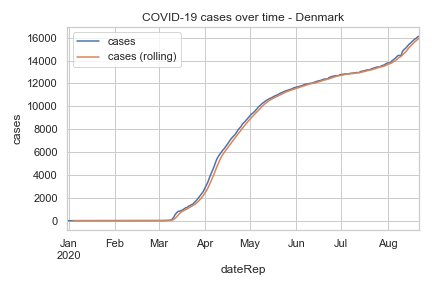 COVID-19 cases over time - Denmark
cases
cases (rolling)
16000
14000
12000
10000
8000
6000
4000
2000
0
cases
Jan Feb Mar Apr May Jun Jul Aug
2020
dateRep